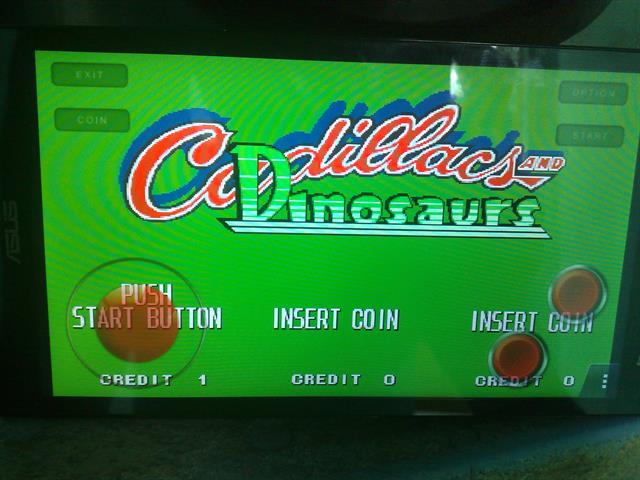 EXIT
OPTION
COIN
START
Cadillacs AND
Dinosaurs
PUSH
START BUTTON
INSERT COIN
INSERT COIN
CREDIT 1
CREDIT 0
CREDIT 0
ASUS